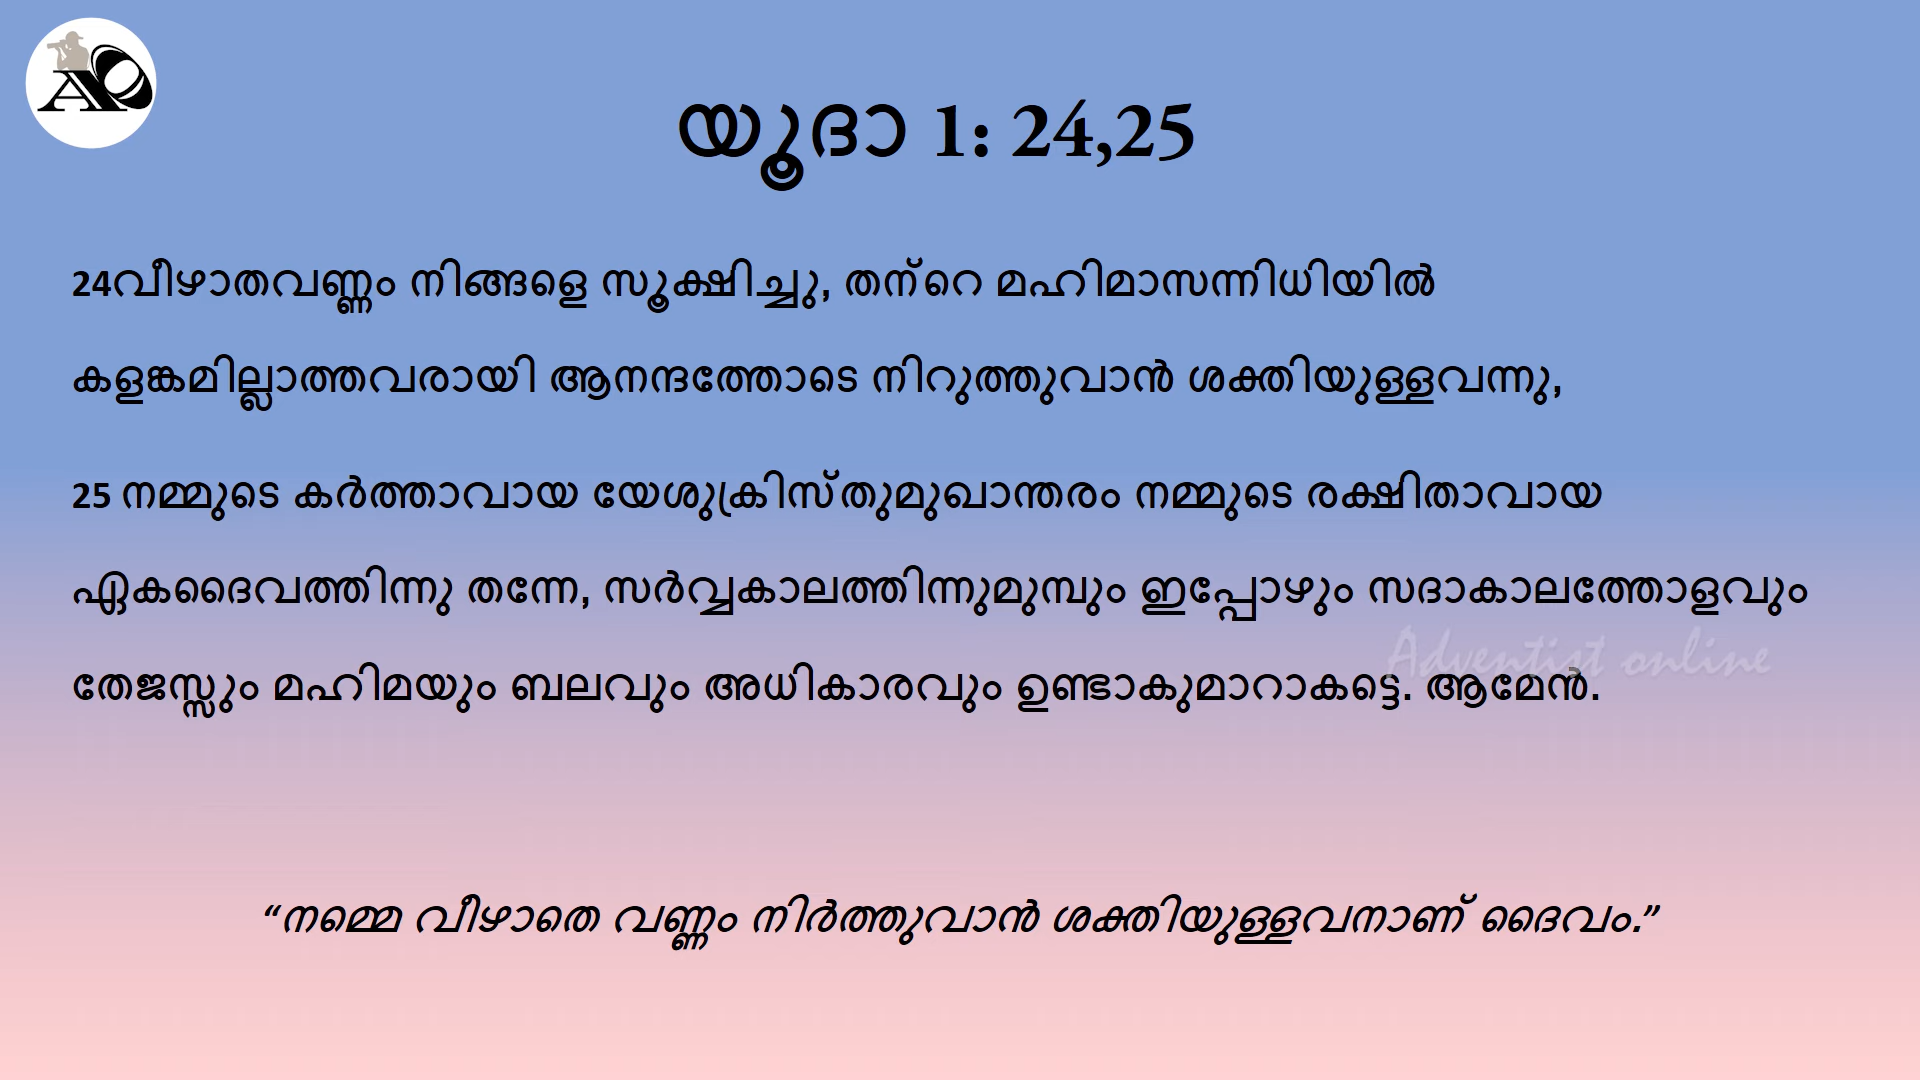 AO
യൂദാ 1: 24,25
24വീഴാതവണ്ണം നിങ്ങളെ സൂക്ഷിച്ചു, തന്‍റെ മഹിമാസന്നിധിയിൽ
കളങ്കമില്ലാത്തവരായി ആനന്ദത്തോടെ നിറുത്തുവാൻ ശക്തിയുള്ളവന്നു,
25 നമ്മുടെ കർത്താവായ യേശുക്രിസ്തുമുഖാന്തരം നമ്മുടെ രക്ഷിതാവായ
ഏകദൈവത്തിന്നു തന്നേ, സർവ്വകാലത്തിന്നുമുമ്പും ഇപ്പോഴും സദാകാലത്തോളവും
Adventist online
തേജസ്സും മഹിമയും ബലവും അധികാരവും ഉണ്ടാകുമാറാകട്ടെ. ആമേൻ.
“നമ്മെ വീഴാതെ വണ്ണം നിർത്തുവാൻ ശക്തിയുള്ളവനാണ് ദൈവം.”